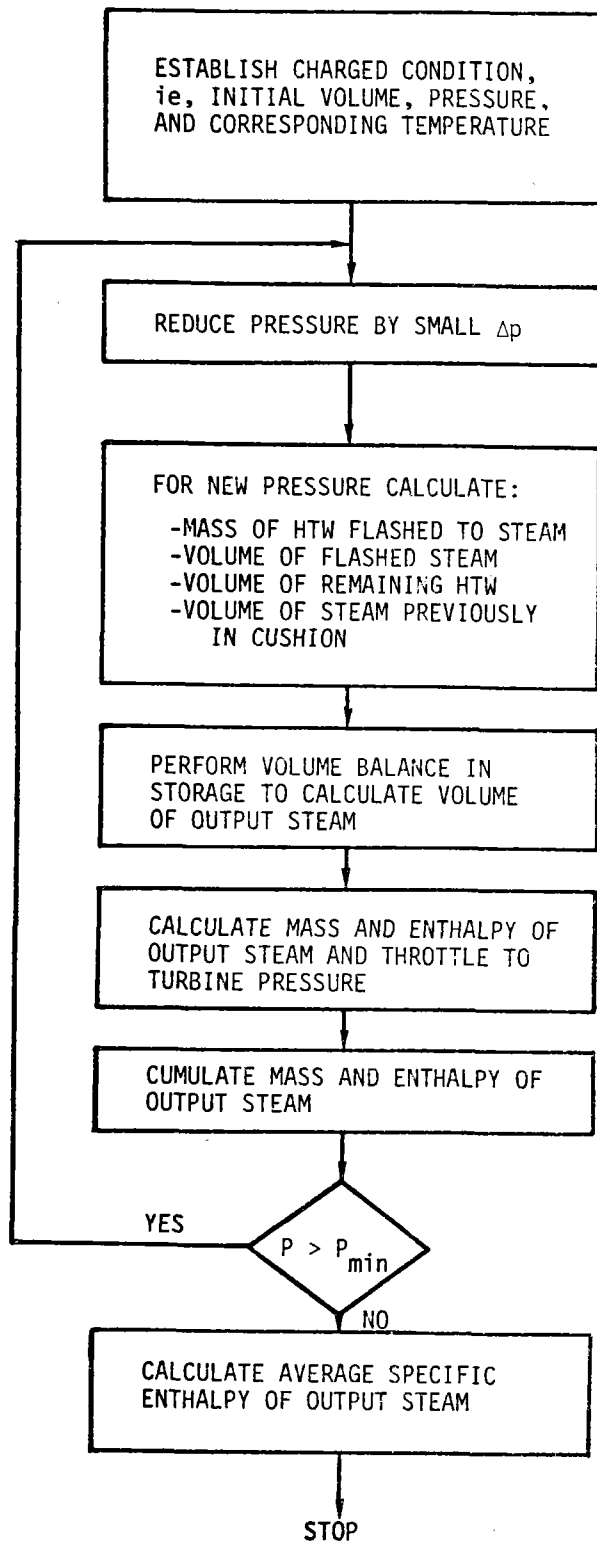 ESTABLISH CHARGED CONDITION,
ie, INITIAL VOLUME, PRESSURE,
AND CORRESPONDING TEMPERATURE
REDUCE PRESSURE BY SMALL Δp
FOR NEW PRESSURE CALCULATE:
-MASS OF HTW FLASHED TO STEAM
-VOLUME OF FLASHED STEAM
-VOLUME OF REMAINING HTW
-VOLUME OF STEAM PREVIOUSLY
IN CUSHION
PERFORM VOLUME BALANCE IN
STORAGE TO CALCULATE VOLUME
OF OUTPUT STEAM
CALCULATE MASS AND ENTHALPY OF
OUTPUT STEAM AND THROTTLE TO
TURBINE PRESSURE
CUMULATE MASS AND ENTHALPY OF
OUTPUT STEAM
YES
P > Pmin
NO
CALCULATE AVERAGE SPECIFIC
ENTHALPY OF OUTPUT STEAM
STOP